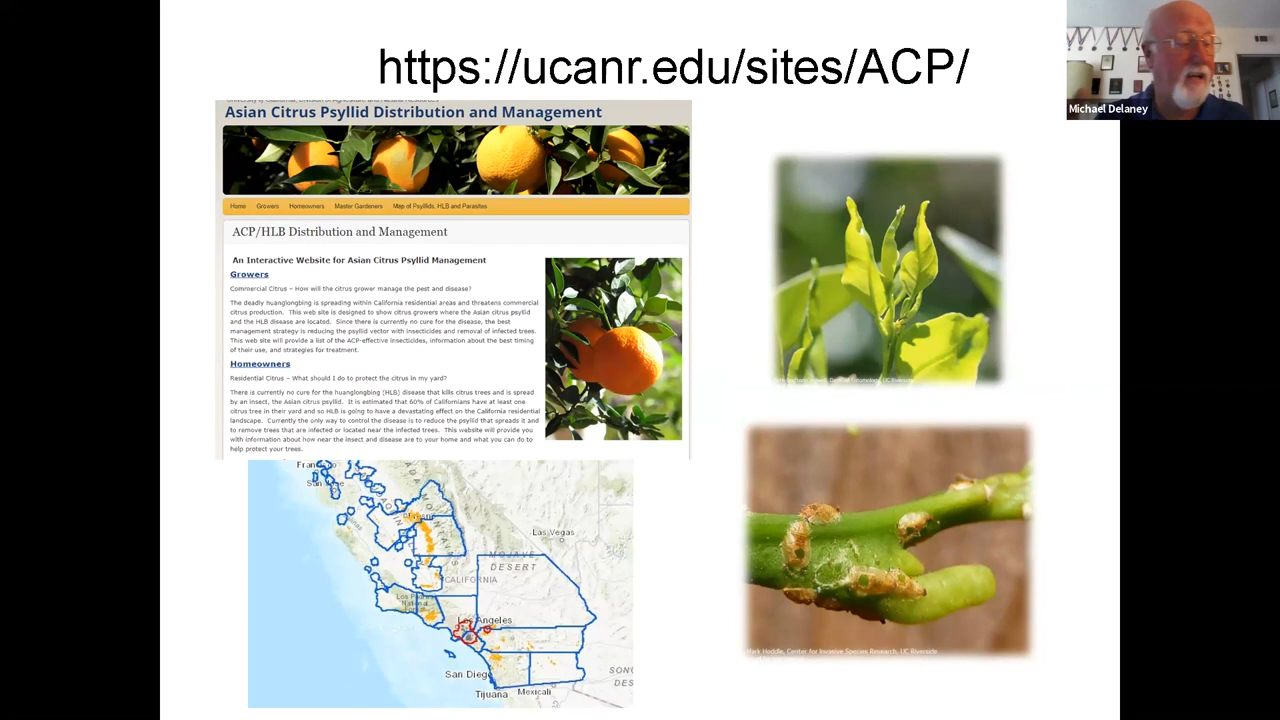 https://ucanr.edu/sites/ACP/
Michael Delaney
Asian Citrus Psyllid Distribution and Management
Home Growers Homeowners Master Gardeners Map of Psyllids, HLB and Parasites
ACP/HLB Distribution and Management
An Interactive Website for Asian Citrus Psyllid Management
Growers
Commercial Citrus – How will the citrus grower manage the pest and disease?
The deadly huanglongbing is spreading within California residential areas and threatens commercial
citrus production. This web site is designed to show citrus growers where the Asian citrus psyllid
and the HLB disease are located. Since there is currently no cure for the disease, the best
management strategy is reducing the psyllid vector with insecticides and removal of infected trees.
This web site will provide a list of the ACP-effective insecticides, information about the best timing
of their use, and strategies for treatment.
Homeowners
Residential Citrus – What should I do to protect the citrus in my yard?
There is currently no cure for the huanglongbing (HLB) disease that kills citrus trees and is spread
by an insect, the Asian citrus psyllid. It is estimated that 60% of Californians have at least one
citrus tree in their yard and so HLB is going to have a devastating effect on the California residential
landscape. Currently the only way to control the disease is to reduce the psyllid that spreads it and
to remove trees that are infected or located near the infected trees. This website will provide you
with information about how near the insect and disease are to your home and what you can do to
help protect your trees.
San Jose
Fresno
Las Vegas
MOJAVE
DESERT
CALIFORNIA
Los Padres
National
Los Angeles
San Diego
Tijuana
Mexicali
SONO
DES
Mark Hoddle, Center for Invasive Species Research, UC Riverside